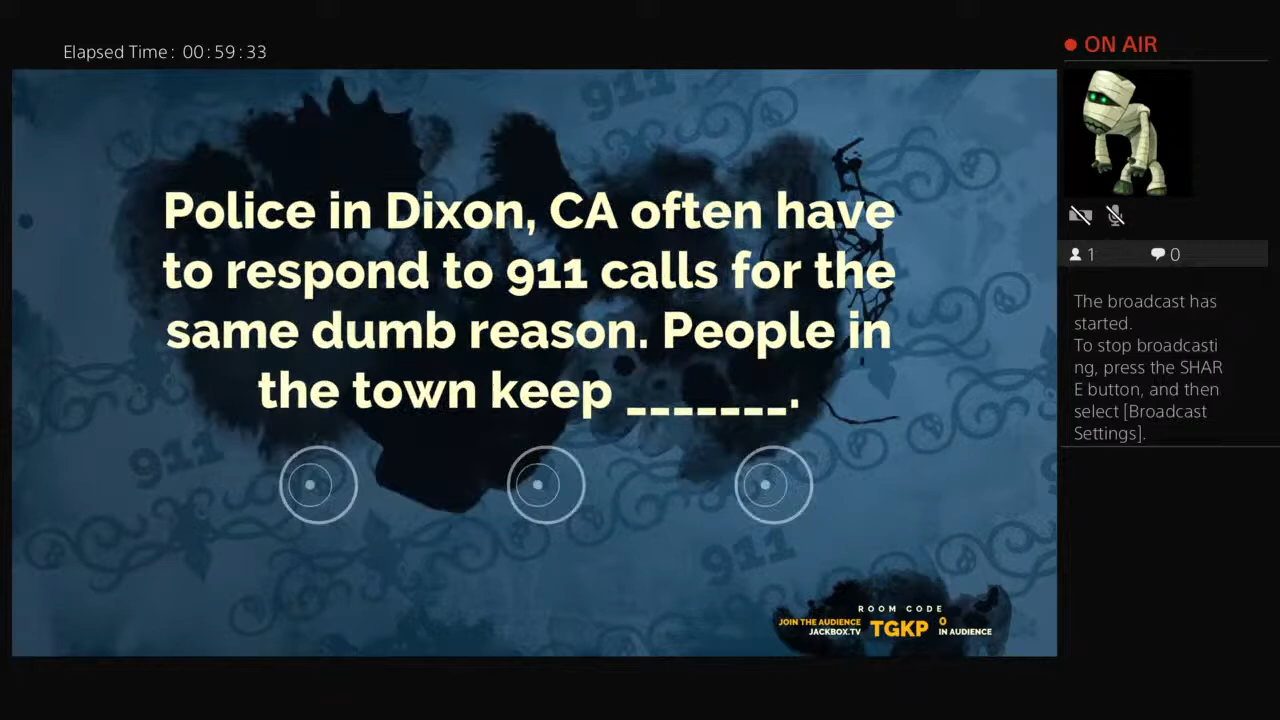 Elapsed Time: 00:59:33
ON AIR
911
Police in Dixon, CA often have
to respond to 911 calls for the
same dumb reason. People in
the town keep _______.
1
0
The broadcast has
started.
To stop broadcasti
ng, press the SHAR
E button, and then
select [Broadcast
Settings].
911
911
ROOM CODE
JOIN THE AUDIENCE
JACKBOX.TV
TGKP
0
IN AUDIENCE